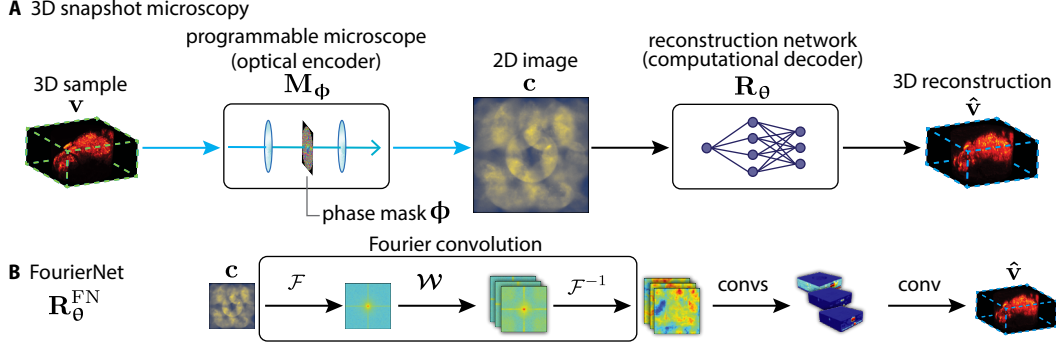 A 3D snapshot microscopy
programmable microscope
(optical encoder)
M_ϕ
3D sample
v
2D image
c
reconstruction network
(computational decoder)
R_θ
3D reconstruction
v̂
phase mask ϕ
B FourierNet
R_θ^FN
Fourier convolution
c
ℱ
𝓦
ℱ⁻¹
convs
conv
v̂